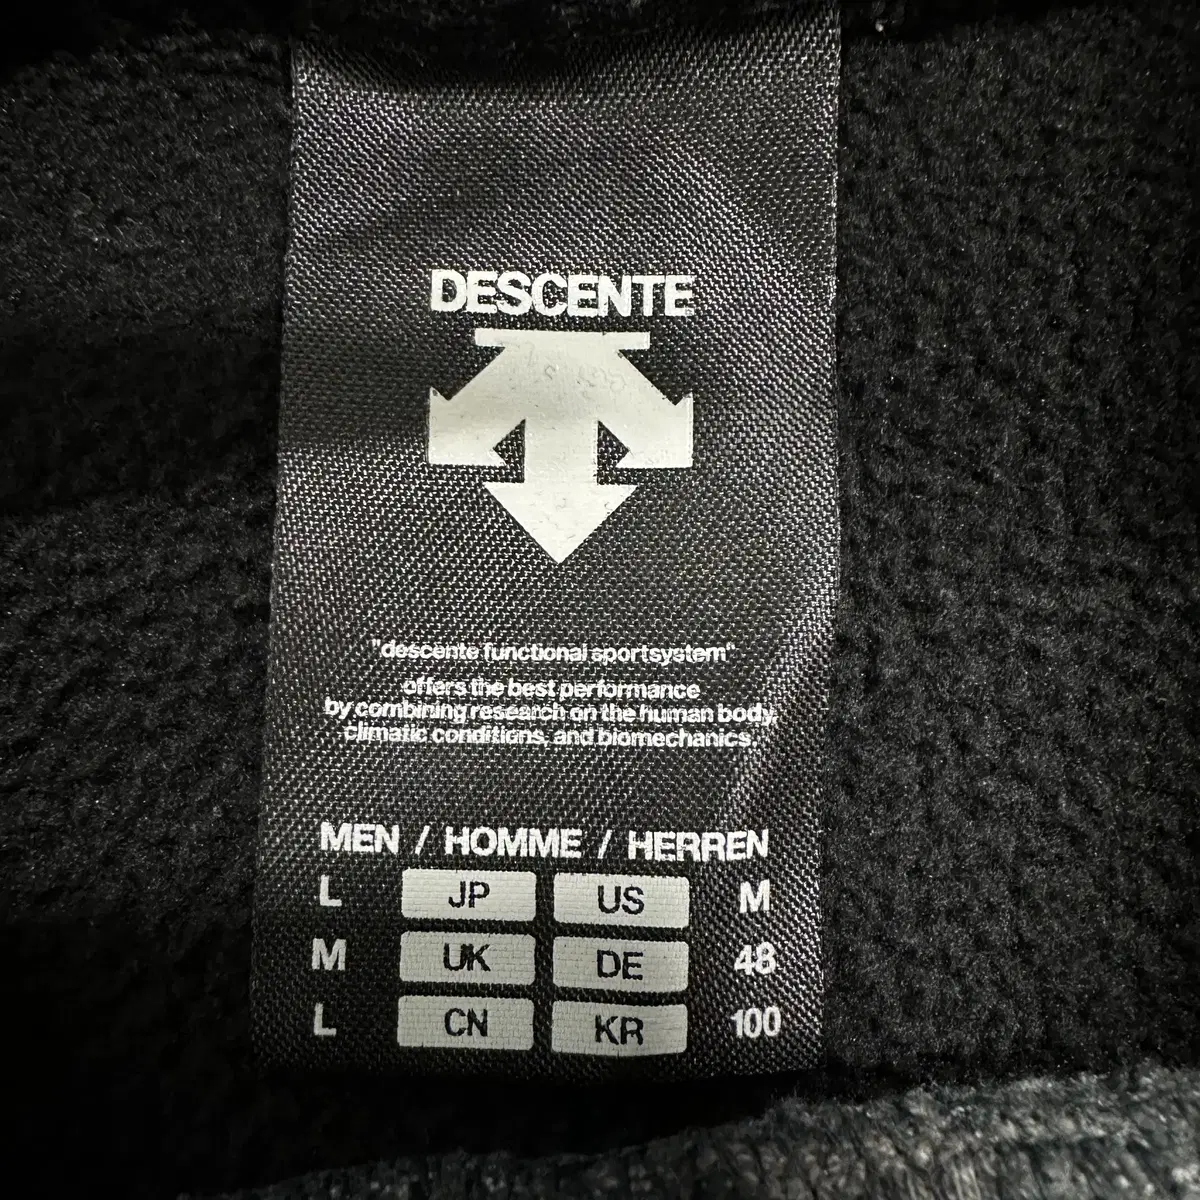 DESCENTE
"descente functional sportsystem"
offers the best performance
by combining research on the human body,
climatic conditions, and biomechanics.
MEN / HOMME / HERREN
L JP US M
M UK DE 48
L CN KR 100